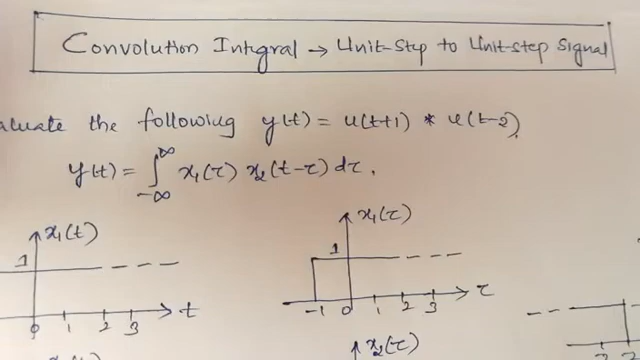 Convolution Integral → Unit-Step to Unit-step Signal
aluate the following y(t) = u(t+1) * u(t-2).
y(t) = ∫_{-∞}^{∞} x₁(τ) x₂(t-τ) dτ.
x₁(t)
1
0 1 2 3 t
x₁(τ)
1
-1 0 1 2 3 τ
x₂(τ)